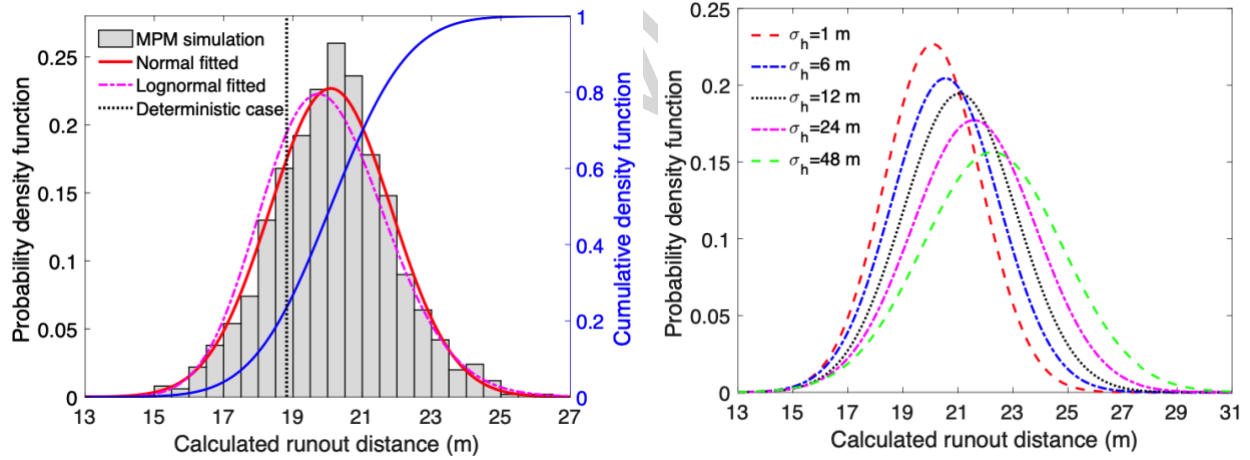 0.25
0.2
0.15
0.1
0.05
0
Probability density function
MPM simulation
Normal fitted
Lognormal fitted
Deterministic case
1
0.8
0.6
0.4
0.2
0
Cumulative density function
13 15 17 19 21 23 25 27
Calculated runout distance (m)
0.25
0.2
0.15
0.1
0.05
0
Probability density function
σh=1 m
σh=6 m
σh=12 m
σh=24 m
σh=48 m
13 15 17 19 21 23 25 27 29 31
Calculated runout distance (m)